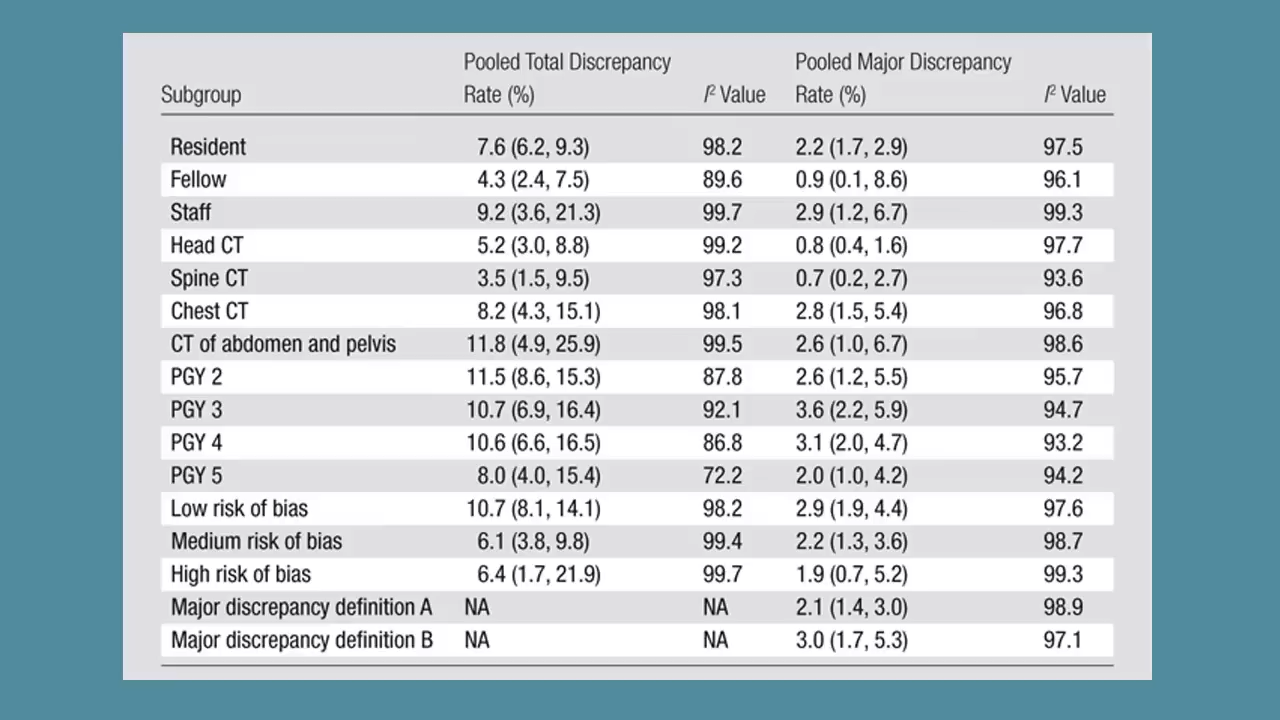 Pooled Total Discrepancy Pooled Major Discrepancy
Subgroup Rate (%) I² Value Rate (%) I² Value
Resident 7.6 (6.2, 9.3) 98.2 2.2 (1.7, 2.9) 97.5
Fellow 4.3 (2.4, 7.5) 89.6 0.9 (0.1, 8.6) 96.1
Staff 9.2 (3.6, 21.3) 99.7 2.9 (1.2, 6.7) 99.3
Head CT 5.2 (3.0, 8.8) 99.2 0.8 (0.4, 1.6) 97.7
Spine CT 3.5 (1.5, 9.5) 97.3 0.7 (0.2, 2.7) 93.6
Chest CT 8.2 (4.3, 15.1) 98.1 2.8 (1.5, 5.4) 96.8
CT of abdomen and pelvis 11.8 (4.9, 25.9) 99.5 2.6 (1.0, 6.7) 98.6
PGY 2 11.5 (8.6, 15.3) 87.8 2.6 (1.2, 5.5) 95.7
PGY 3 10.7 (6.9, 16.4) 92.1 3.6 (2.2, 5.9) 94.7
PGY 4 10.6 (6.6, 16.5) 86.8 3.1 (2.0, 4.7) 93.2
PGY 5 8.0 (4.0, 15.4) 72.2 2.0 (1.0, 4.2) 94.2
Low risk of bias 10.7 (8.1, 14.1) 98.2 2.9 (1.9, 4.4) 97.6
Medium risk of bias 6.1 (3.8, 9.8) 99.4 2.2 (1.3, 3.6) 98.7
High risk of bias 6.4 (1.7, 21.9) 99.7 1.9 (0.7, 5.2) 99.3
Major discrepancy definition A NA NA 2.1 (1.4, 3.0) 98.9
Major discrepancy definition B NA NA 3.0 (1.7, 5.3) 97.1